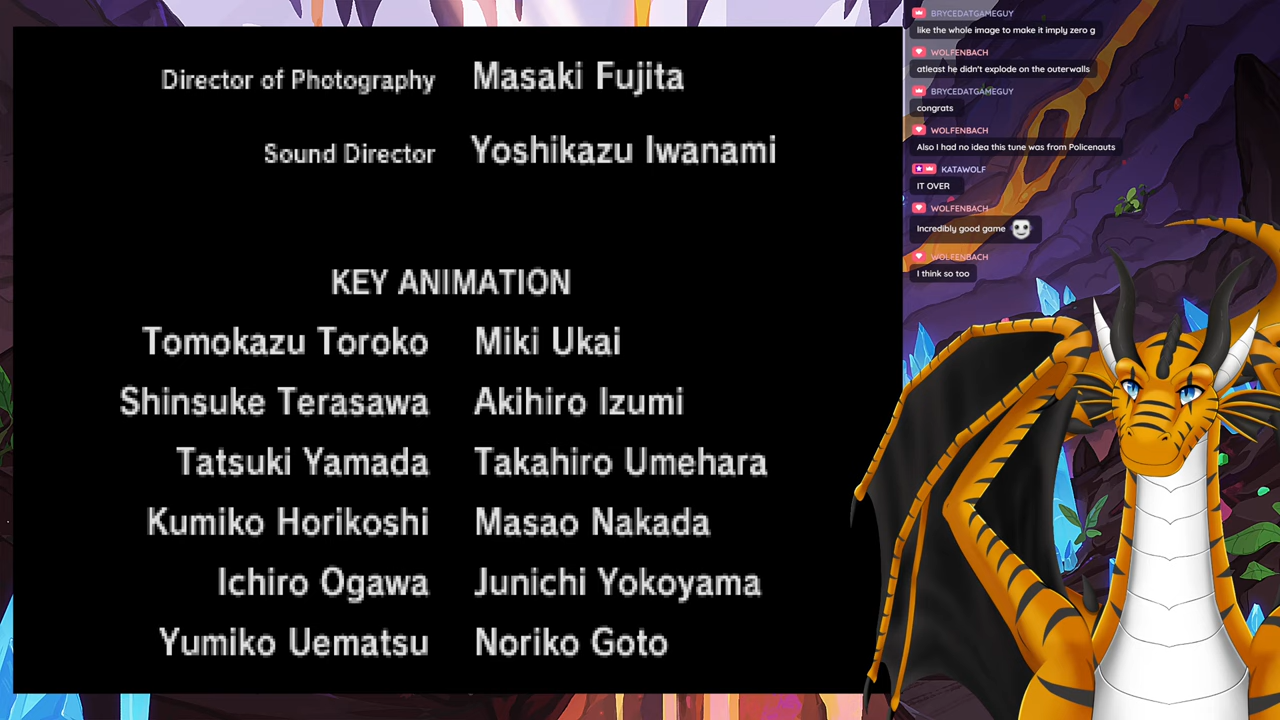 Director of Photography Masaki Fujita
Sound Director Yoshikazu Iwanami
KEY ANIMATION
Tomokazu Toroko Miki Ukai
Shinsuke Terasawa Akihiro Izumi
Tatsuki Yamada Takahiro Umehara
Kumiko Horikoshi Masao Nakada
Ichiro Ogawa Junichi Yokoyama
Yumiko Uematsu Noriko Goto
BRYCEDATGAMEGUY
like the whole image to make it imply zero g
WOLFENBACH
atleast he didn't explode on the outerwalls
BRYCEDATGAMEGUY
congrats
WOLFENBACH
Also I had no idea this tune was from Policenauts
KATAWOLF
IT OVER
WOLFENBACH
Incredibly good game
WOLFENBACH
I think so too